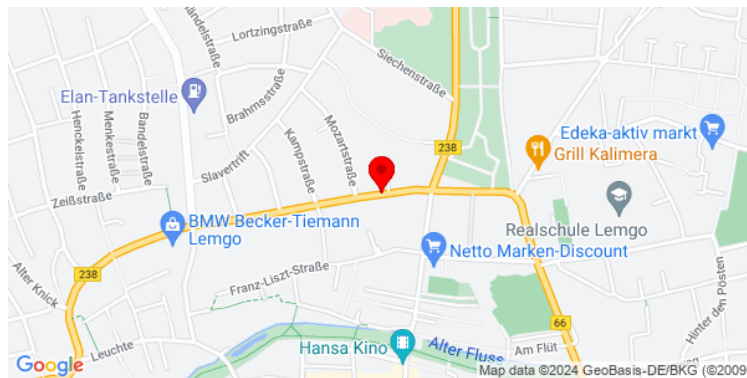 Händelstraße
Lortzingstraße
Siechenstraße
Elan-Tankstelle
Brahmsstraße
Mozartstraße
Kampstraße
Henckelstraße
Menkestraße
Bandelstraße
Slavertrift
Zeißstraße
238
Edeka-aktiv markt
Grill Kalimera
Realschule Lemgo
BMW Becker-Tiemann
Lemgo
Netto Marken-Discount
238
Franz-Liszt-Straße
Alter Knick
Hinter den Pösten
66
Leuchte
Hansa Kino
Alter Fluss
Am Flüt
Google
Map data ©2024 GeoBasis-DE/BKG (©2009